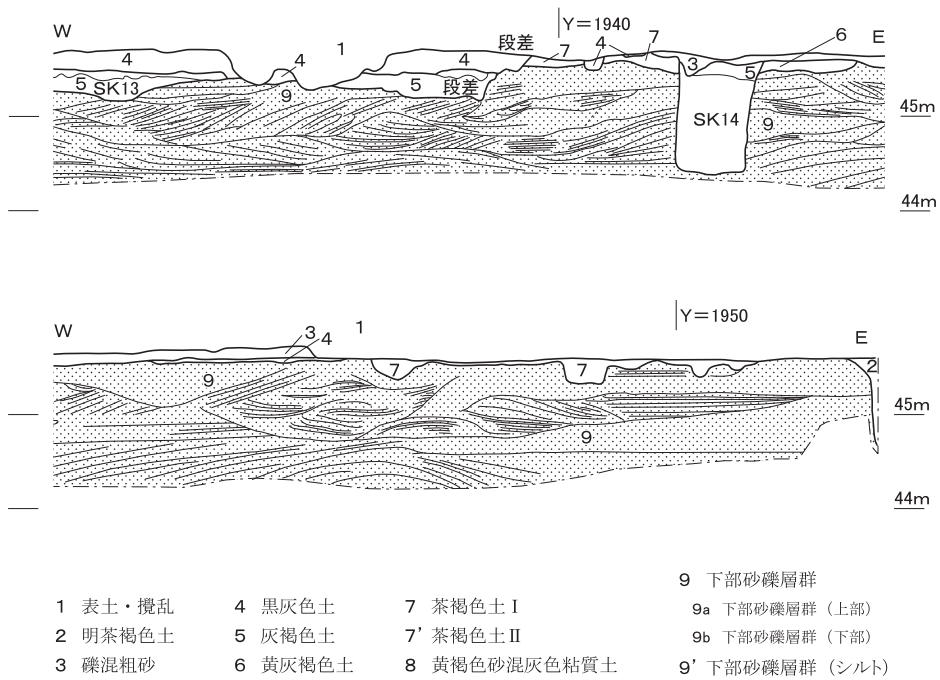 Y＝1940
W 1 段差 7 4 7 6 E
4 4 4 3
5 SK13 9 5 段差 5
SK14 9 45m
44m
Y＝1950
W 3 1 E
4
9 7 7 2
45m
9
44m
1 表土・攪乱
2 明茶褐色土
3 礫混粗砂
4 黒灰色土
5 灰褐色土
6 黄灰褐色土
7 茶褐色土Ⅰ
7’ 茶褐色土Ⅱ
8 黄褐色砂混灰色粘質土
9 下部砂礫層群
9a 下部砂礫層群（上部）
9b 下部砂礫層群（下部）
9’ 下部砂礫層群（シルト）